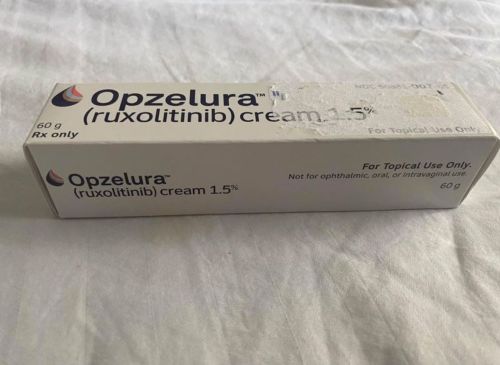 Opzelura™
(ruxolitinib) cream 1.5%
60 g
Rx only
For Topical Use Only
Opzelura™
(ruxolitinib) cream 1.5%
For Topical Use Only.
Not for ophthalmic, oral, or intravaginal use.
60 g